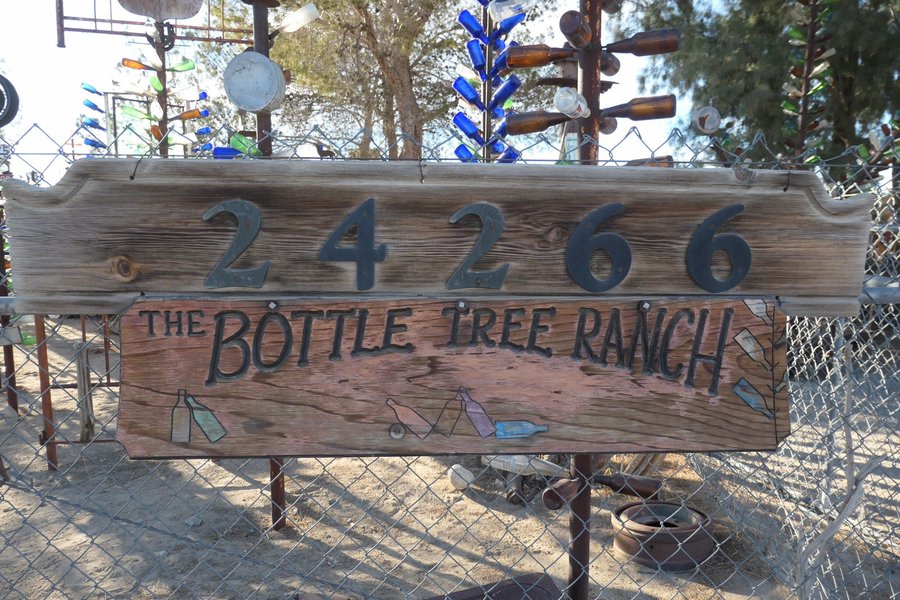 24266
THE BOTTLE TREE RANCH